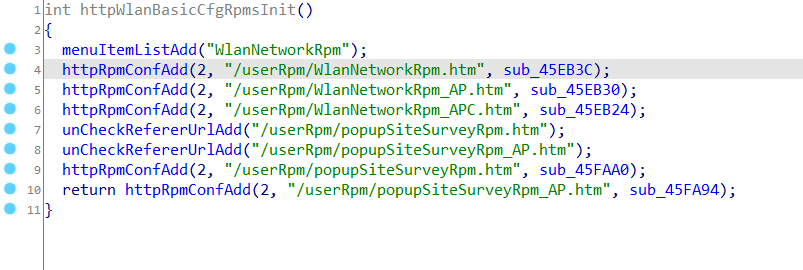 1 int httpWlanBasicCfgRpmsInit()
2 {
3 menuItemListAdd("WlanNetworkRpm");
4 httpRpmConfAdd(2, "/userRpm/WlanNetworkRpm.htm", sub_45EB3C);
5 httpRpmConfAdd(2, "/userRpm/WlanNetworkRpm_AP.htm", sub_45EB30);
6 httpRpmConfAdd(2, "/userRpm/WlanNetworkRpm_APC.htm", sub_45EB24);
7 unCheckRefererUrlAdd("/userRpm/popupSiteSurveyRpm.htm");
8 unCheckRefererUrlAdd("/userRpm/popupSiteSurveyRpm_AP.htm");
9 httpRpmConfAdd(2, "/userRpm/popupSiteSurveyRpm.htm", sub_45FAA0);
10 return httpRpmConfAdd(2, "/userRpm/popupSiteSurveyRpm_AP.htm", sub_45FA94);
11 }